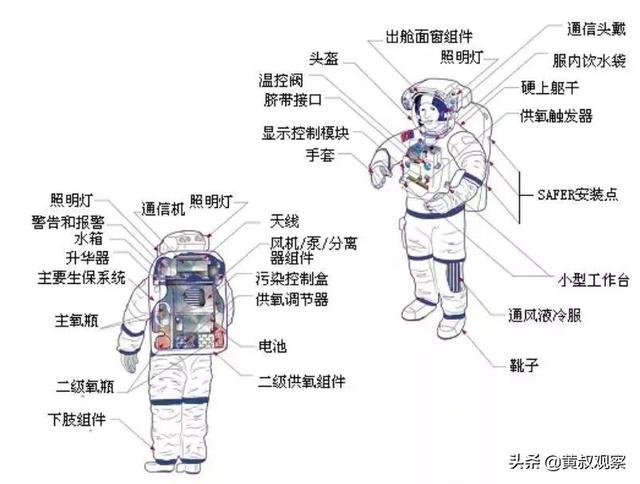 出舱面窗组件
通信头戴
头盔
照明灯
服内饮水袋
温控阀
硬上躯干
脐带接口
供氧触发器
显示控制模块
手套
SAFER安装点
小型工作台
通风液冷服
靴子
照明灯
通信机
照明灯
警告和报警
天线
水箱
风机/泵/分离
器组件
升华器
主要生保系统
污染控制盒
供氧调节器
主氧瓶
电池
二级氧瓶
二级供氧组件
下肢组件
头条 @黄叔观察